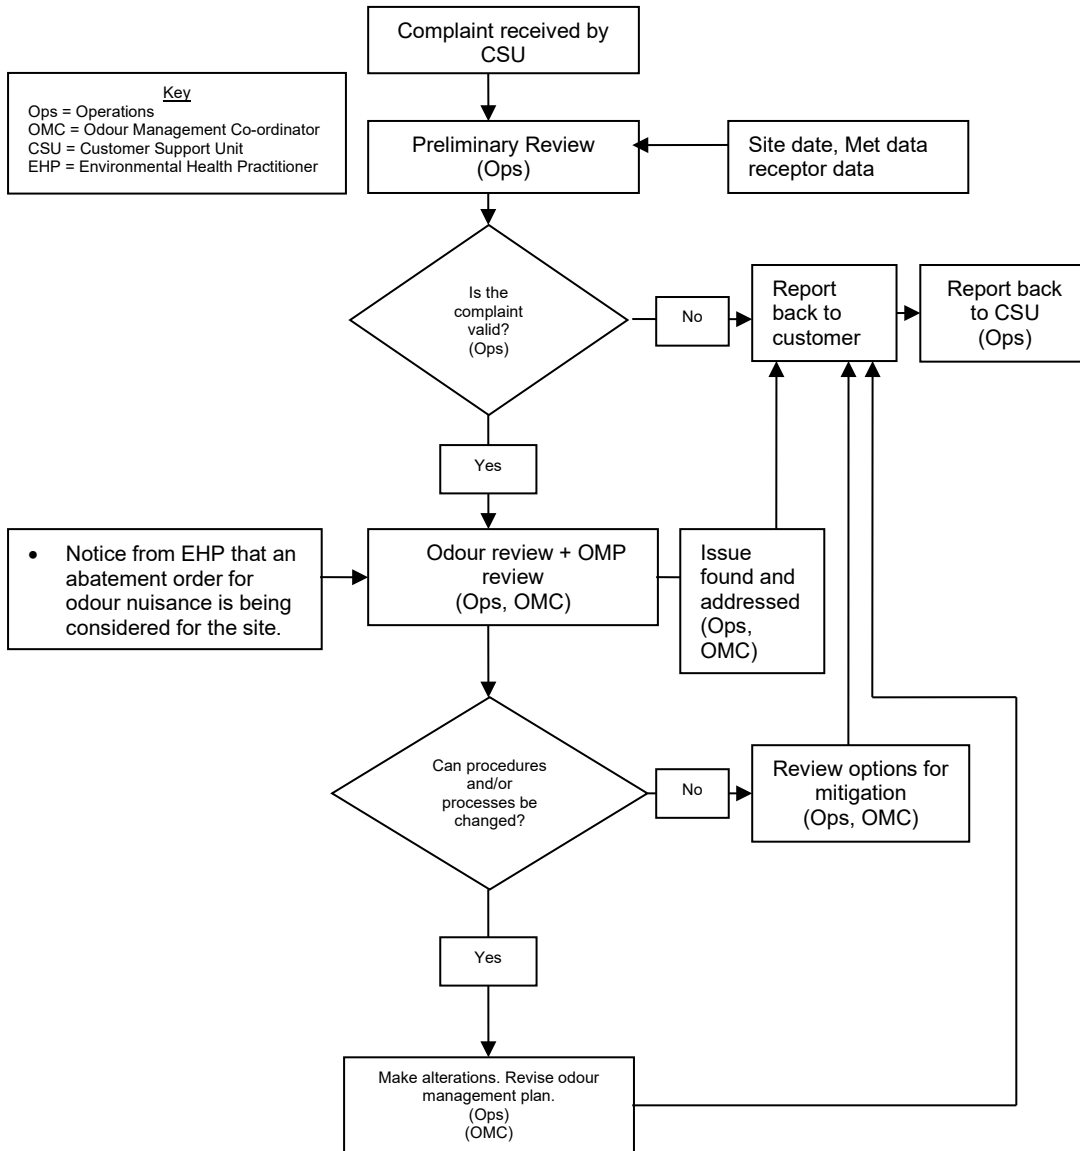 Complaint received by
CSU
Key
Ops = Operations
OMC = Odour Management Co-ordinator
CSU = Customer Support Unit
EHP = Environmental Health Practitioner
Preliminary Review
(Ops)
Site date, Met data
receptor data
Is the
complaint
valid?
(Ops)
No
Report
back to
customer
Report back
to CSU
(Ops)
Yes
• Notice from EHP that an
abatement order for
odour nuisance is being
considered for the site.
Odour review + OMP
review
(Ops, OMC)
Issue
found and
addressed
(Ops,
OMC)
Can procedures
and/or
processes be
changed?
No
Review options for
mitigation
(Ops, OMC)
Yes
Make alterations. Revise odour
management plan.
(Ops)
(OMC)